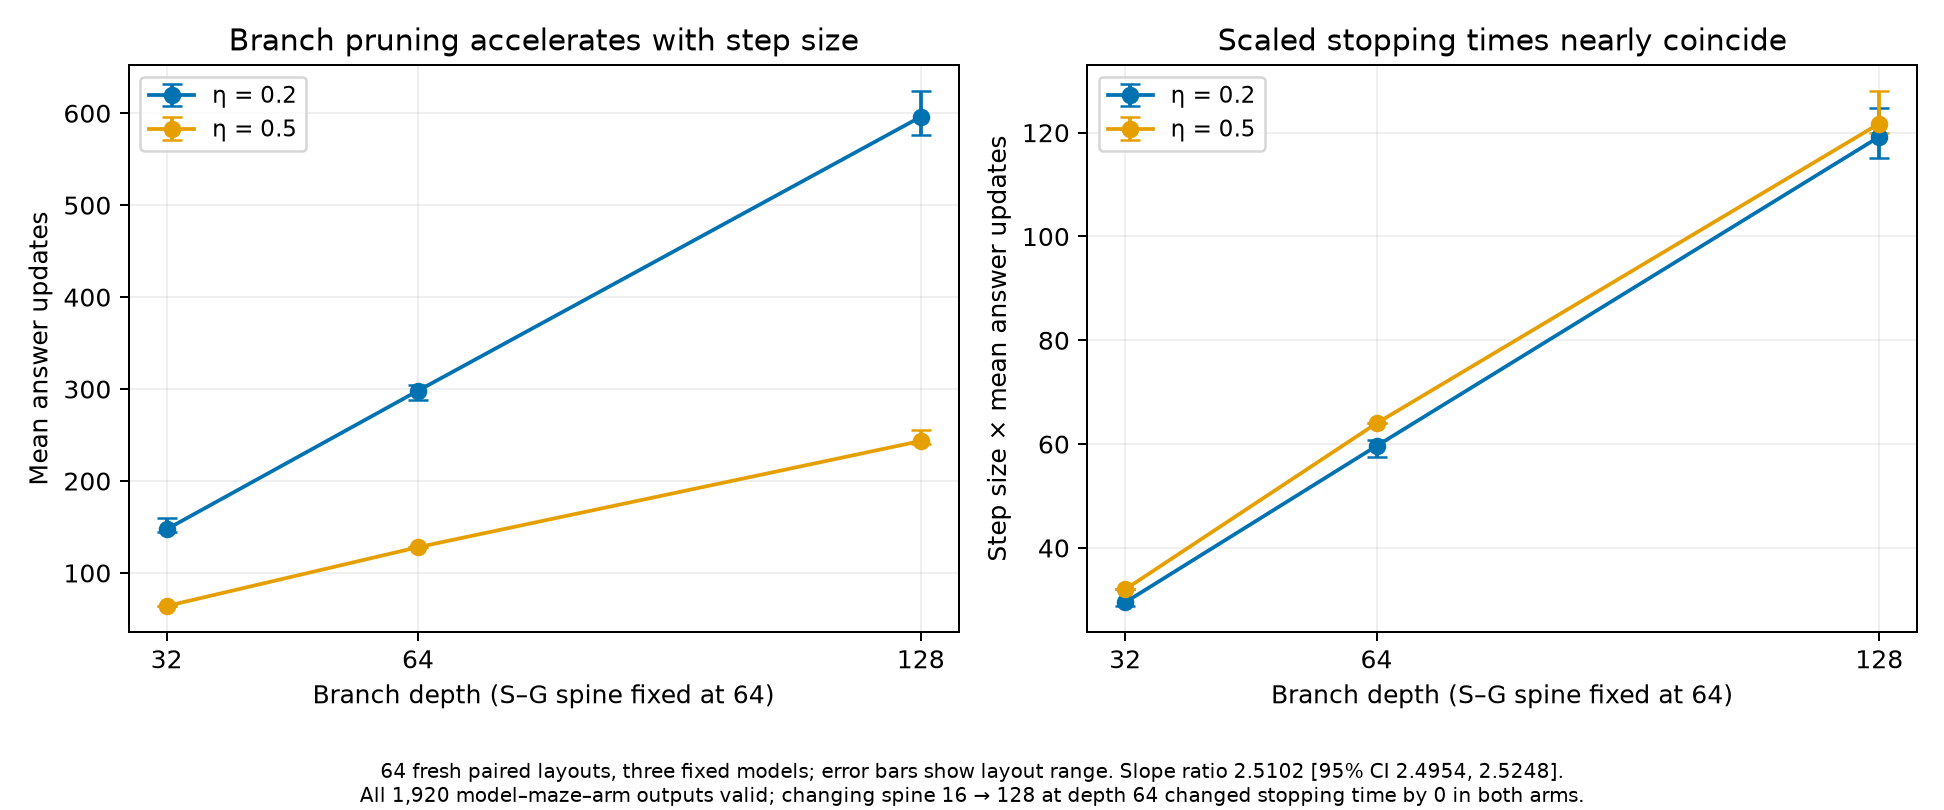 Branch pruning accelerates with step size
η = 0.2
η = 0.5
Mean answer updates
600
500
400
300
200
100
32
64
128
Branch depth (S–G spine fixed at 64)
Scaled stopping times nearly coincide
η = 0.2
η = 0.5
Step size × mean answer updates
120
100
80
60
40
32
64
128
Branch depth (S–G spine fixed at 64)
64 fresh paired layouts, three fixed models; error bars show layout range. Slope ratio 2.5102 [95% CI 2.4954, 2.5248].
All 1,920 model–maze–arm outputs valid; changing spine 16 → 128 at depth 64 changed stopping time by 0 in both arms.